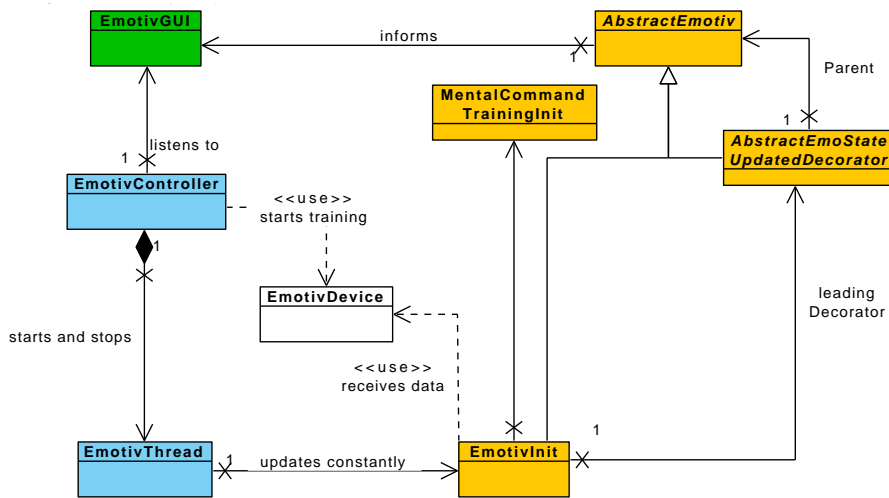 EmotivGUI
AbstractEmotiv
informs
1
Parent
MentalCommand
TrainingInit
1
AbstractEmoState
UpdatedDecorator
listens to
1
EmotivController
<<use>>
starts training
1
EmotivDevice
leading
Decorator
starts and stops
<<use>>
receives data
1
EmotivThread
1
updates constantly
EmotivInit